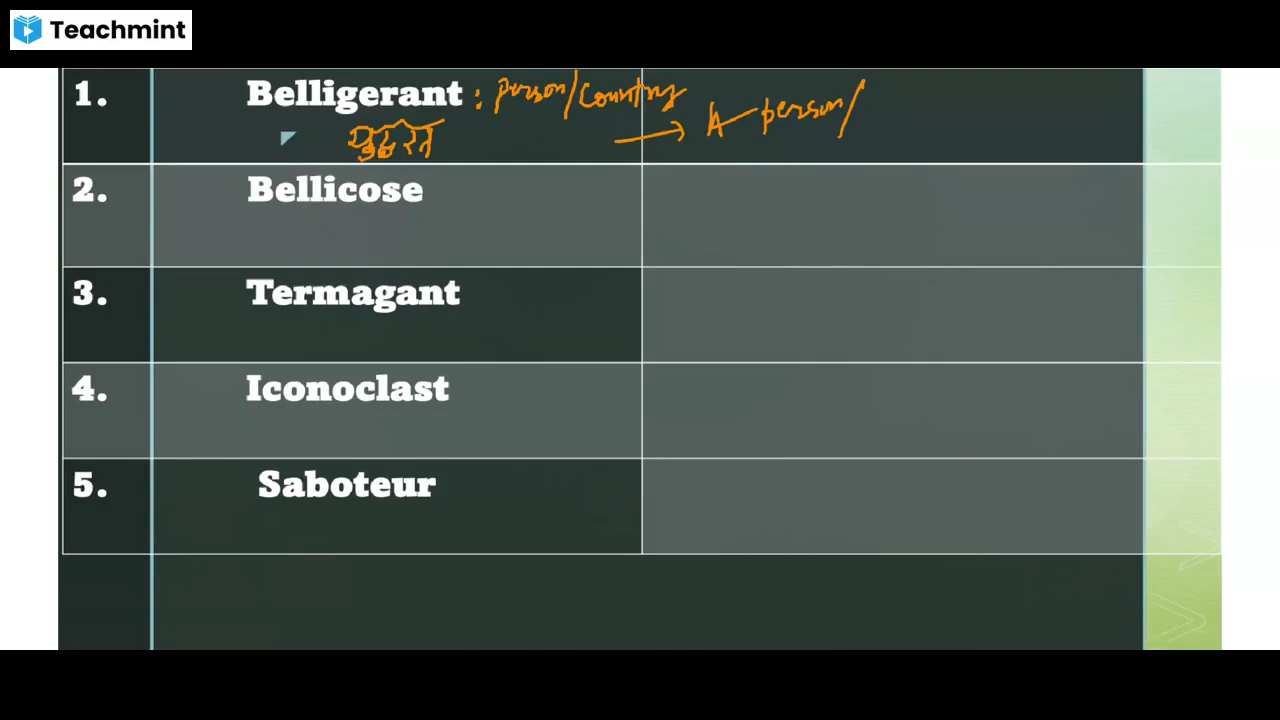 Teachmint
1. Belligerant : person/Country
युद्धरत → A person/
2. Bellicose
3. Termagant
4. Iconoclast
5. Saboteur